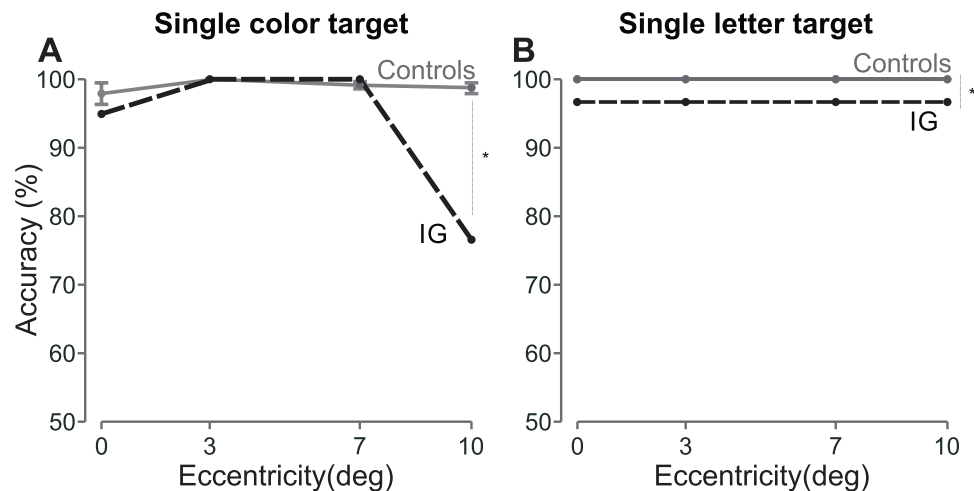 Single color target
A
Controls
100
90
80
70
60
50
*
IG
Accuracy (%)
0 3 7 10
Eccentricity(deg)
Single letter target
B
Controls
100
90
80
70
60
50
*
IG
0 3 7 10
Eccentricity(deg)